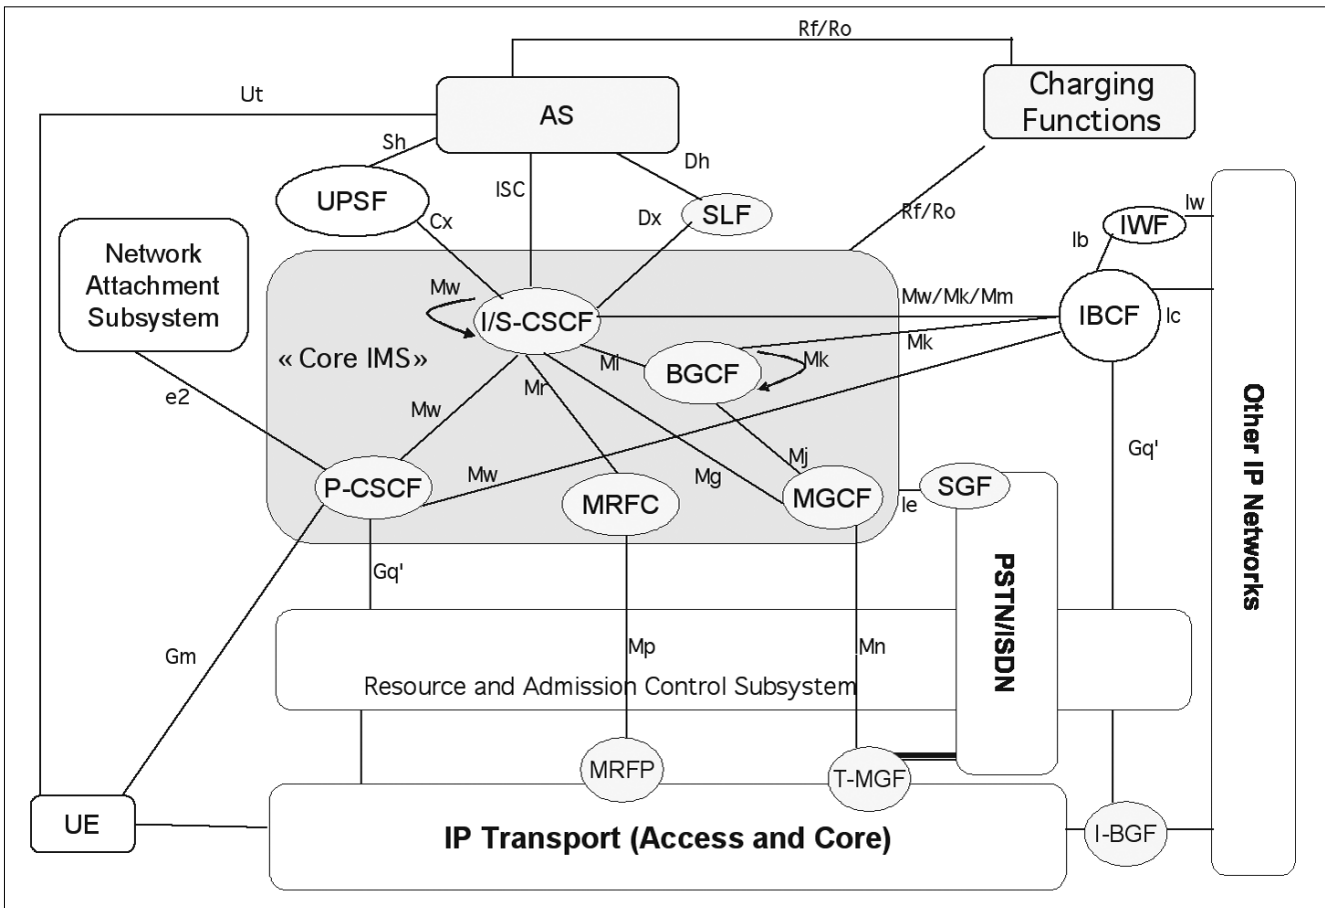 Rf/Ro
Ut
AS
Charging
Functions
Sh
Dh
ISC
UPSF
Cx
Dx
SLF
Rf/Ro
Iw
IWF
Ib
Network
Attachment
Subsystem
Mw
I/S-CSCF
Mw/Mk/Mm
IBCF
Ic
« Core IMS»
Mi
BGCF
Mk
Mk
e2
Mr
Mw
Mw
Mg
Mj
Gq'
P-CSCF
MRFC
MGCF
Ie
SGF
Other IP Networks
PSTN/ISDN
Gq'
Gm
Mp
Mn
Resource and Admission Control Subsystem
MRFP
T-MGF
UE
IP Transport (Access and Core)
I-BGF